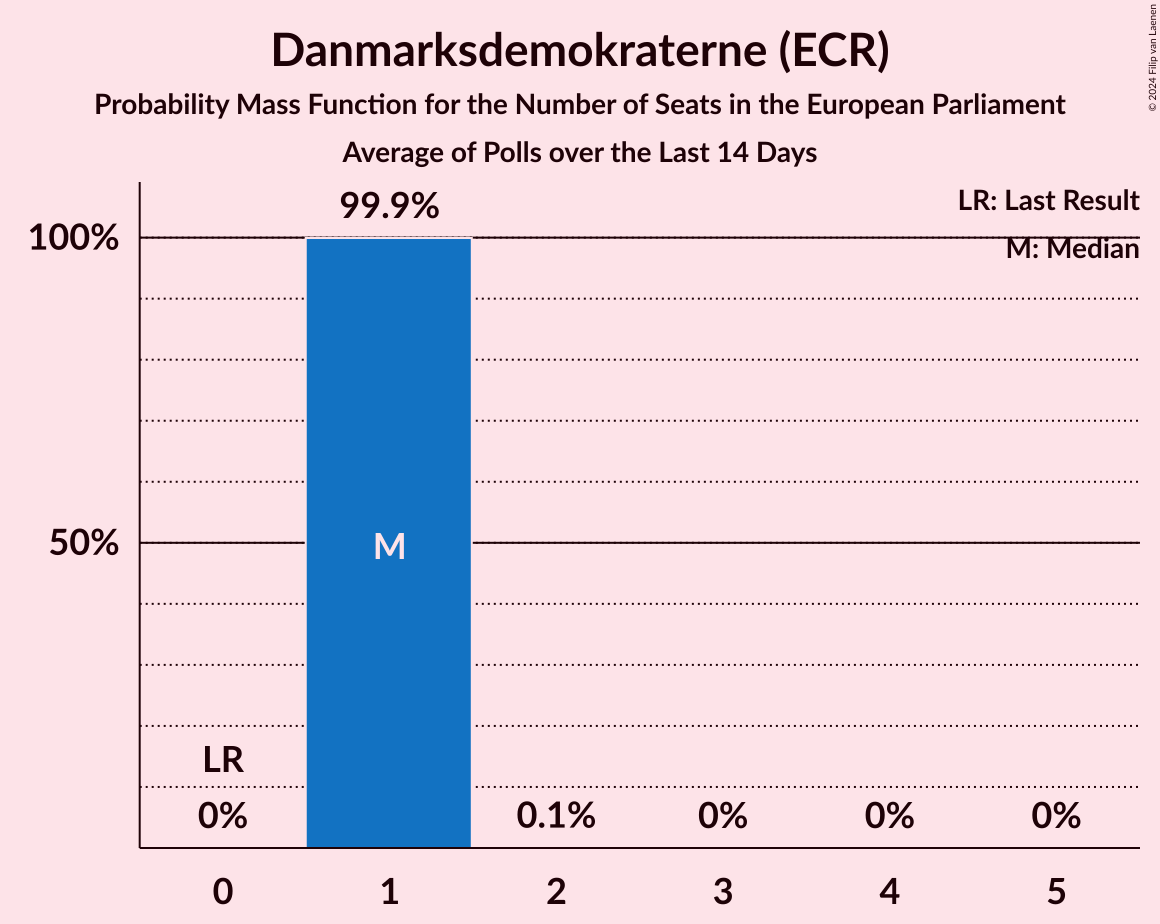 Danmarksdemokraterne (ECR)
Probability Mass Function for the Number of Seats in the European Parliament
Average of Polls over the Last 14 Days
© 2024 Filip van Laenen
LR: Last Result
M: Median
99.9%
100%
50%
M
LR
0%
0.1%
0%
0%
0%
0
1
2
3
4
5